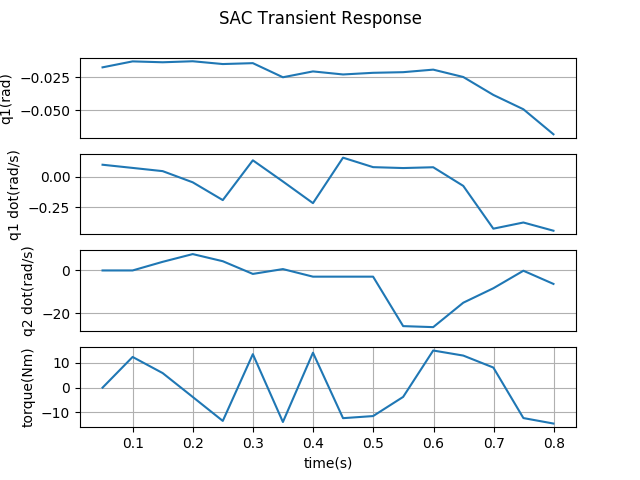 SAC Transient Response
q1(rad)
−0.025
−0.050
q1 dot(rad/s)
0.00
−0.25
q2 dot(rad/s)
0
−20
torque(Nm)
10
0
−10
0.1 0.2 0.3 0.4 0.5 0.6 0.7 0.8
time(s)